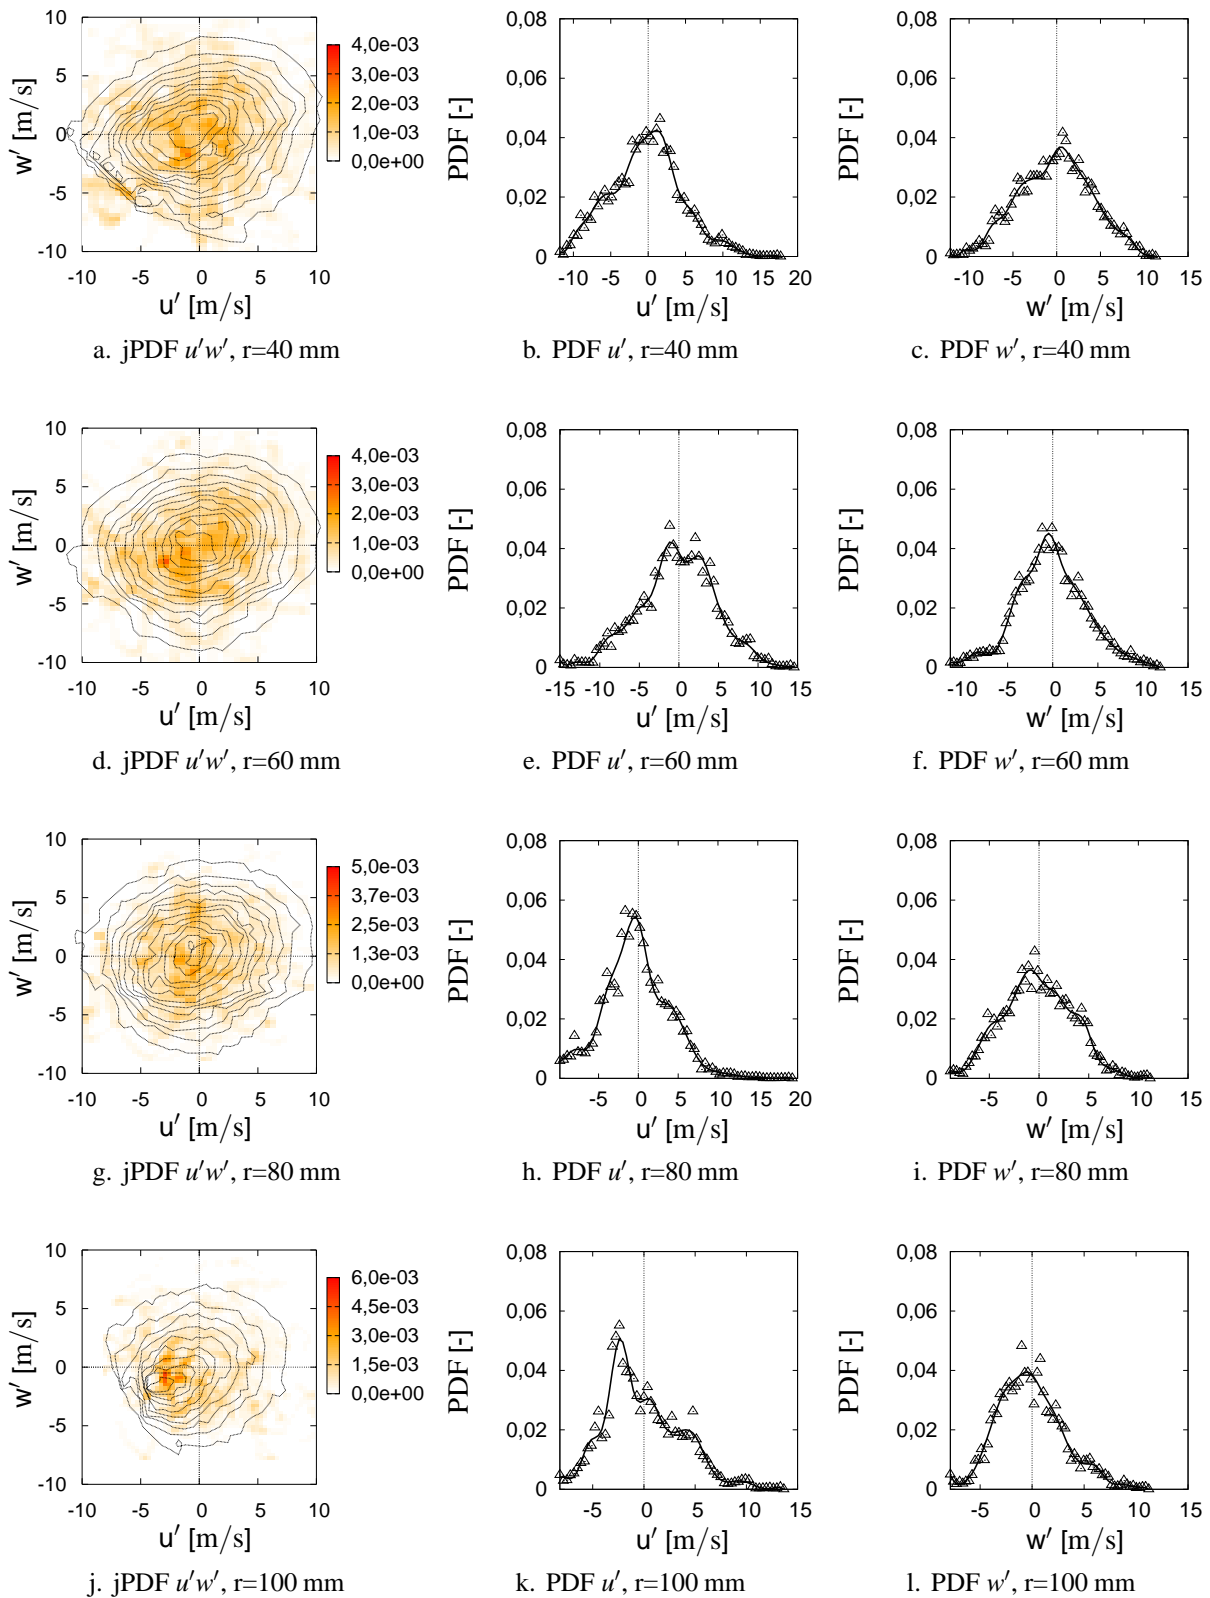 10
5
0
-5
-10
-10 -5 0 5 10
w′ [m/s]
u′ [m/s]
4,0e-03
3,0e-03
2,0e-03
1,0e-03
0,0e+00
a. jPDF u′w′, r=40 mm
0,08
0,06
0,04
0,02
0
-10 -5 0 5 10 15 20
PDF [-]
u′ [m/s]
b. PDF u′, r=40 mm
0,08
0,06
0,04
0,02
0
-10 -5 0 5 10 15
PDF [-]
w′ [m/s]
c. PDF w′, r=40 mm
10
5
0
-5
-10
-10 -5 0 5 10
w′ [m/s]
u′ [m/s]
4,0e-03
3,0e-03
2,0e-03
1,0e-03
0,0e+00
d. jPDF u′w′, r=60 mm
0,08
0,06
0,04
0,02
0
-15 -10 -5 0 5 10 15
PDF [-]
u′ [m/s]
e. PDF u′, r=60 mm
0,08
0,06
0,04
0,02
0
-10 -5 0 5 10 15
PDF [-]
w′ [m/s]
f. PDF w′, r=60 mm
10
5
0
-5
-10
-10 -5 0 5 10
w′ [m/s]
u′ [m/s]
5,0e-03
3,7e-03
2,5e-03
1,3e-03
0,0e+00
g. jPDF u′w′, r=80 mm
0,08
0,06
0,04
0,02
0
-5 0 5 10 15 20
PDF [-]
u′ [m/s]
h. PDF u′, r=80 mm
0,08
0,06
0,04
0,02
0
-5 0 5 10 15
PDF [-]
w′ [m/s]
i. PDF w′, r=80 mm
10
5
0
-5
-10
-10 -5 0 5 10
w′ [m/s]
u′ [m/s]
6,0e-03
4,5e-03
3,0e-03
1,5e-03
0,0e+00
j. jPDF u′w′, r=100 mm
0,08
0,06
0,04
0,02
0
-5 0 5 10 15
PDF [-]
u′ [m/s]
k. PDF u′, r=100 mm
0,08
0,06
0,04
0,02
0
-5 0 5 10 15
PDF [-]
w′ [m/s]
l. PDF w′, r=100 mm